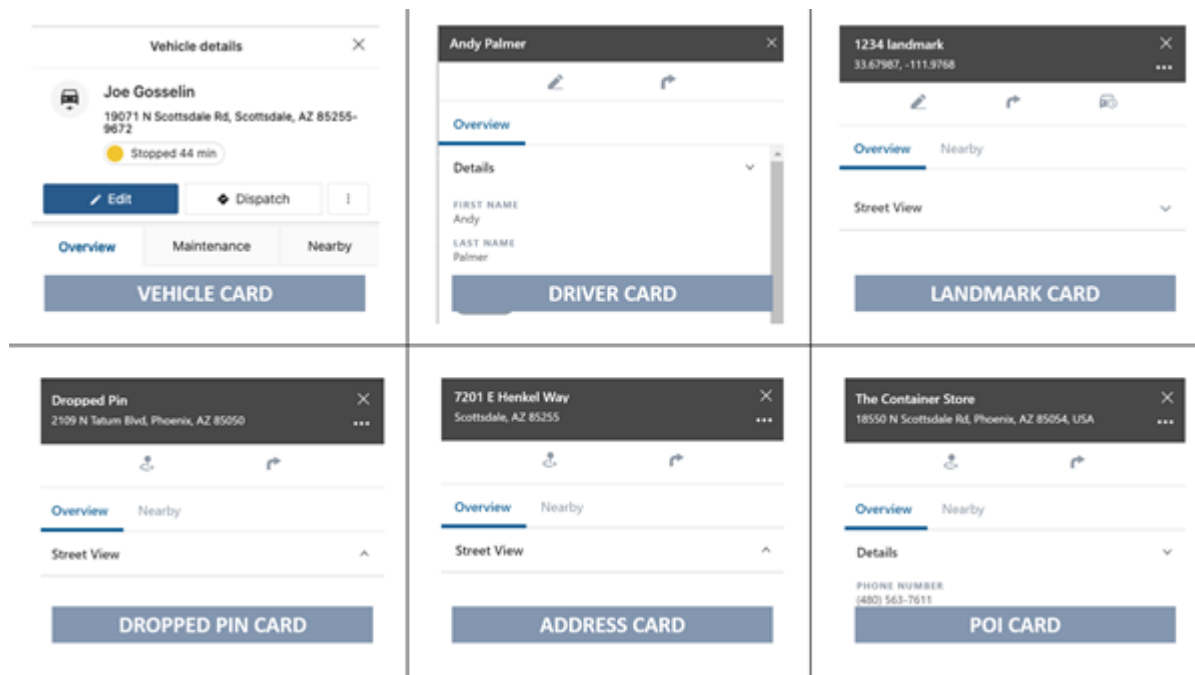 Vehicle details
Joe Gosselin
19071 N Scottsdale Rd, Scottsdale, AZ 85255-
9672
Stopped 44 min
Edit
Dispatch
Overview
Maintenance
Nearby
VEHICLE CARD
Andy Palmer
Overview
Details
FIRST NAME
Andy
LAST NAME
Palmer
DRIVER CARD
1234 landmark
33.67987, -111.9768
Overview
Nearby
Street View
LANDMARK CARD
Dropped Pin
2109 N Tatum Blvd, Phoenix, AZ 85050
Overview
Nearby
Street View
DROPPED PIN CARD
7201 E Henkel Way
Scottsdale, AZ 85255
Overview
Nearby
Street View
ADDRESS CARD
The Container Store
18550 N Scottsdale Rd, Phoenix, AZ 85054, USA
Overview
Nearby
Details
PHONE NUMBER
(480) 563-7611
POI CARD